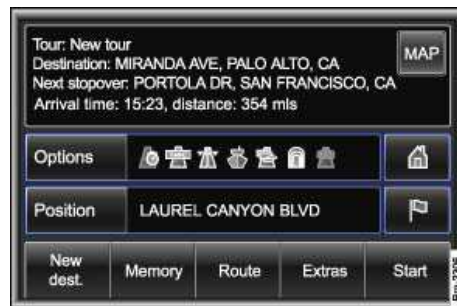 Tour: New tour
Destination: MIRANDA AVE, PALO ALTO, CA
Next stopover: PORTOLA DR, SAN FRANCISCO, CA
Arrival time: 15:23, distance: 354 mls
MAP
Options
Position
LAUREL CANYON BLVD
New
dest.
Memory
Route
Extras
Start